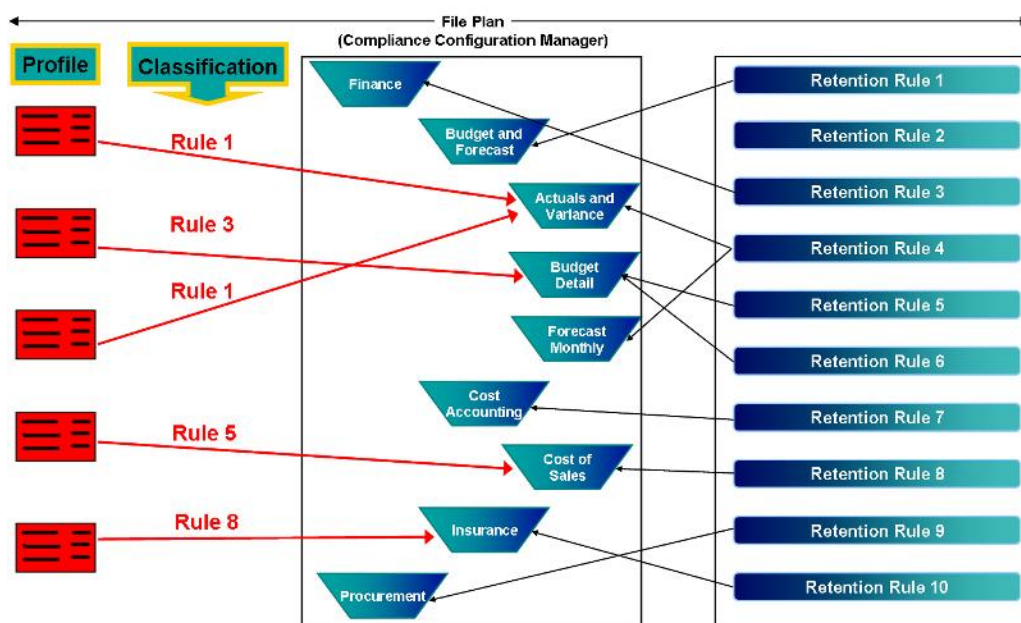 File Plan
(Compliance Configuration Manager)
Profile
Classification
Rule 1
Rule 3
Rule 1
Rule 5
Rule 8
Finance
Budget and
Forecast
Actuals and
Variance
Budget
Detail
Forecast
Monthly
Cost
Accounting
Cost of
Sales
Insurance
Procurement
Retention Rule 1
Retention Rule 2
Retention Rule 3
Retention Rule 4
Retention Rule 5
Retention Rule 6
Retention Rule 7
Retention Rule 8
Retention Rule 9
Retention Rule 10